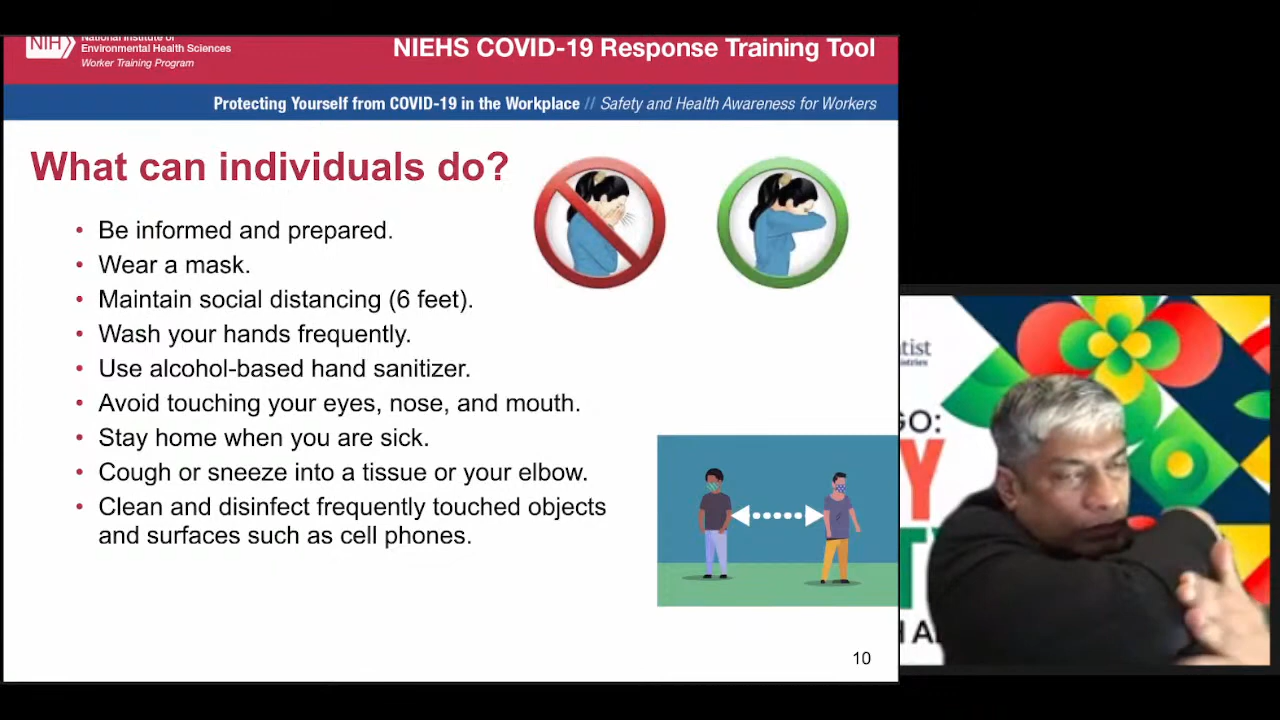 NIH
National Institute of
Environmental Health Sciences
Worker Training Program
NIEHS COVID-19 Response Training Tool
Protecting Yourself from COVID-19 in the Workplace // Safety and Health Awareness for Workers
What can individuals do?
• Be informed and prepared.
• Wear a mask.
• Maintain social distancing (6 feet).
• Wash your hands frequently.
• Use alcohol-based hand sanitizer.
• Avoid touching your eyes, nose, and mouth.
• Stay home when you are sick.
• Cough or sneeze into a tissue or your elbow.
• Clean and disinfect frequently touched objects
and surfaces such as cell phones.
10
GO: